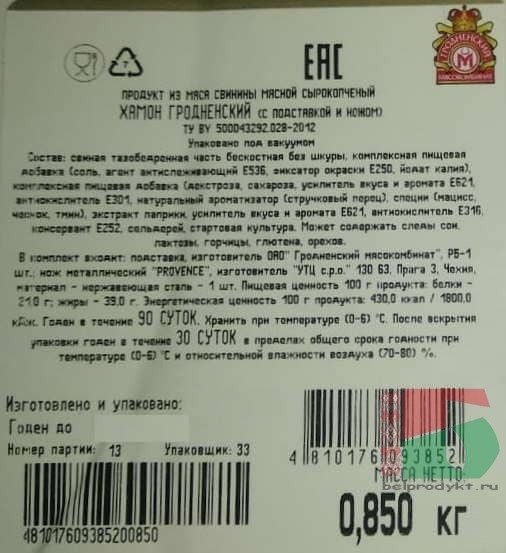 7
ЕАС
ГРОДНЕНСКИЙ
МЯСОКОМБИНАТ
ПРОДУКТ ИЗ МЯСА СВИНИНЫ МЯСНОЙ СЫРОКОПЧЕНЫЙ
ХАМОН ГРОДНЕНСКИЙ (С ПОДСТАВКОЙ И НОЖОМ)
ТУ BY 500043292.028-2012
Упаковано под вакуумом
Состав: свиная тазобедренная часть бескостная без шкуры, комплексная пищевая
добавка (соль, агент антислеживающий Е536, фиксатор окраски Е250, йодат калия),
комплексная пищевая добавка (декстроза, сахароза, усилитель вкуса и аромата Е621,
антиокислитель Е301, натуральный ароматизатор (стручковый перец), специи (мацисс,
чеснок, тмин), экстракт паприки, усилитель вкуса и аромата Е621, антиокислитель Е316,
консервант Е252, сельдерей, стартовая культура. Может содержать следы сои,
лактозы, горчицы, глютена, орехов.
В комплект входит: подставка, изготовитель ОАО "Гродненский мясокомбинат", РБ-1
шт.; нож металлический "PROVENCE", изготовитель "УТЦ с.р.о." 130 63, Прага 3, Чехия,
материал - нержавеющая сталь - 1 шт. Пищевая ценность 100 г продукта: белки -
21.0 г; жиры - 39.0 г. Энергетическая ценность 100 г продукта: 430,0 ккал / 1800,0
кДж. Годен в течение 90 СУТОК. Хранить при температуре (0-6) °С. После вскрытия
упаковки годен в течение 30 СУТОК в пределах общего срока годности при
температуре (0-6) °С и относительной влажности воздуха (70-80) %.
Изготовлено и упаковано:
Годен до
Номер партии: 13 Упаковщик: 33
48101760938520085​0
4 810176 093852
МАССА НЕТТО:
belprodykt.ru
0,850 кг